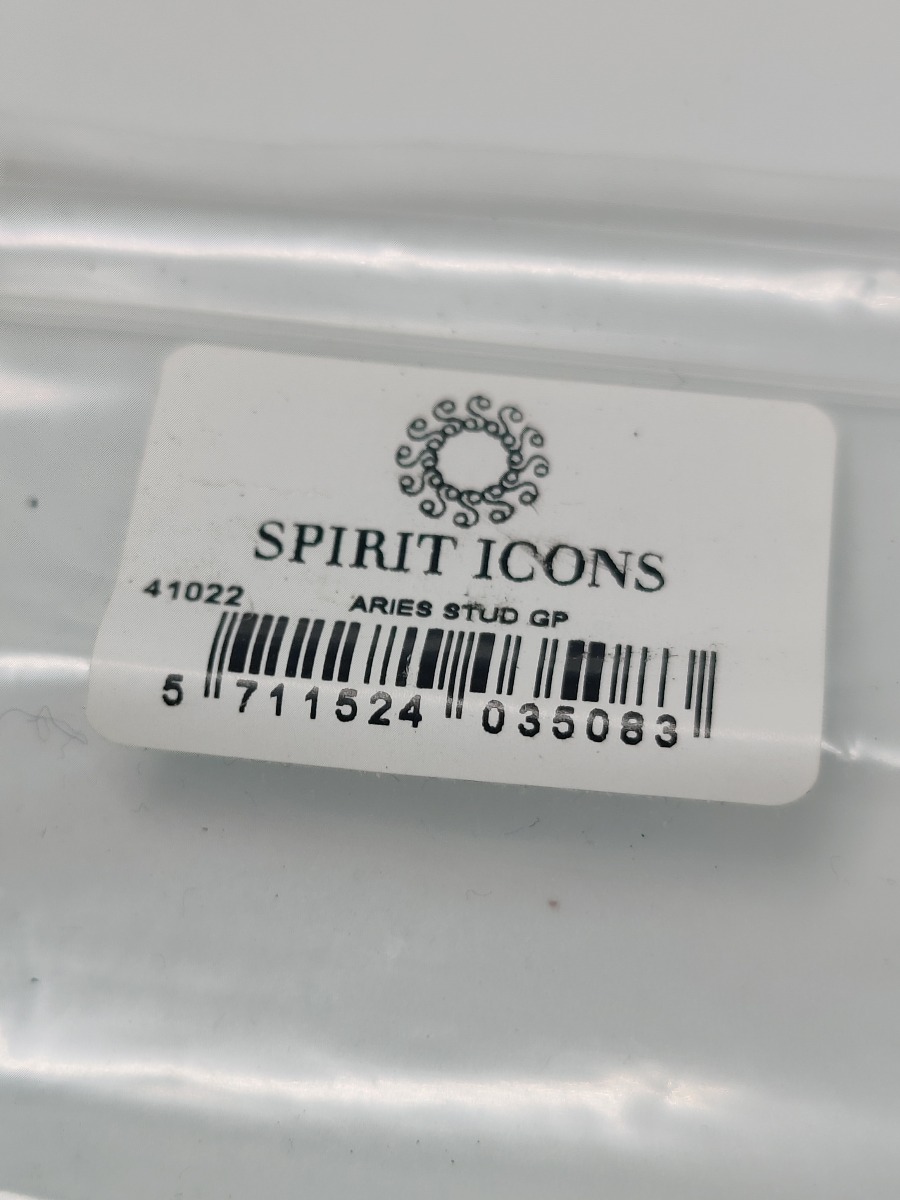 SPIRIT ICONS
41022 ARIES STUD GP
5 711524 035083